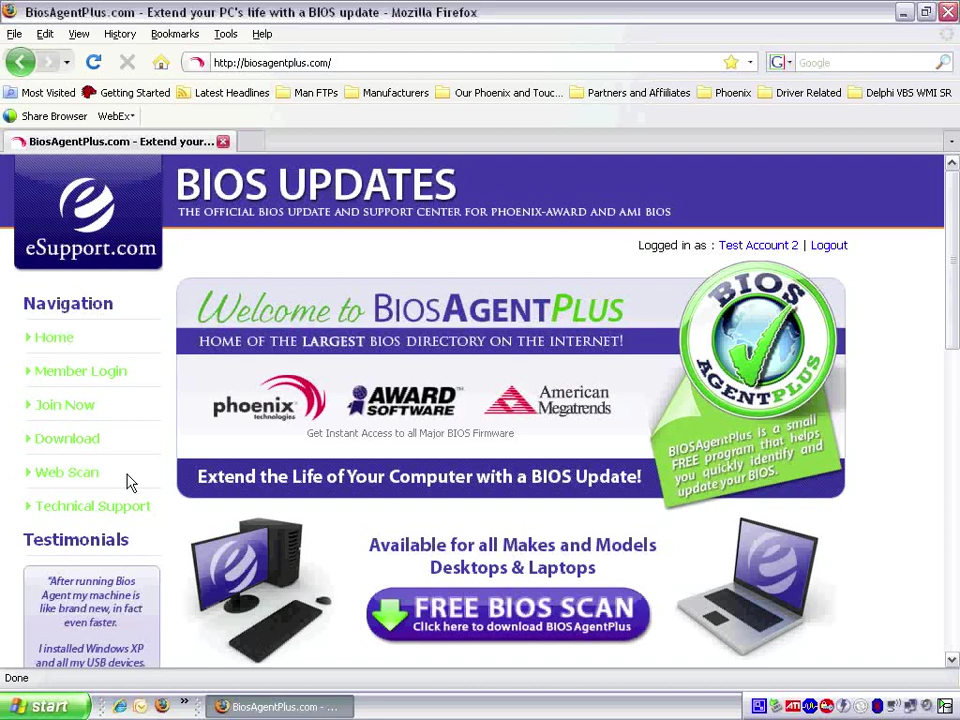 BiosAgentPlus.com - Extend your PC's life with a BIOS update - Mozilla Firefox
File Edit View History Bookmarks Tools Help
http://biosagentplus.com/
G Google
Most Visited Getting Started Latest Headlines Man FTPs Manufacturers Our Phoenix and Touc... Partners and Affiliates Phoenix Driver Related Delphi VBS WMI SR
Share Browser WebEx
BiosAgentPlus.com - Extend your...
eSupport.com
BIOS UPDATES
THE OFFICIAL BIOS UPDATE AND SUPPORT CENTER FOR PHOENIX-AWARD AND AMI BIOS
Logged in as : Test Account 2 | Logout
Navigation
Home
Member Login
Join Now
Download
Web Scan
Technical Support
Testimonials
"After running Bios
Agent my machine is
like brand new, in fact
even faster.
I installed Windows XP
and all my USB devices,
Welcome to BIOSAGENTPLUS
HOME OF THE LARGEST BIOS DIRECTORY ON THE INTERNET!
phoenix
technologies
AWARD
SOFTWARE
American
Megatrends
Get Instant Access to all Major BIOS Firmware
Extend the Life of Your Computer with a BIOS Update!
BIOS
AGENTPLUS
BIOSAgentPlus is a small
FREE program that helps
you quickly identify and
update your BIOS.
Available for all Makes and Models
Desktops & Laptops
FREE BIOS SCAN
Click here to download BIOSAgentPlus
Done
start
BiosAgentPlus.com - ...
ATI